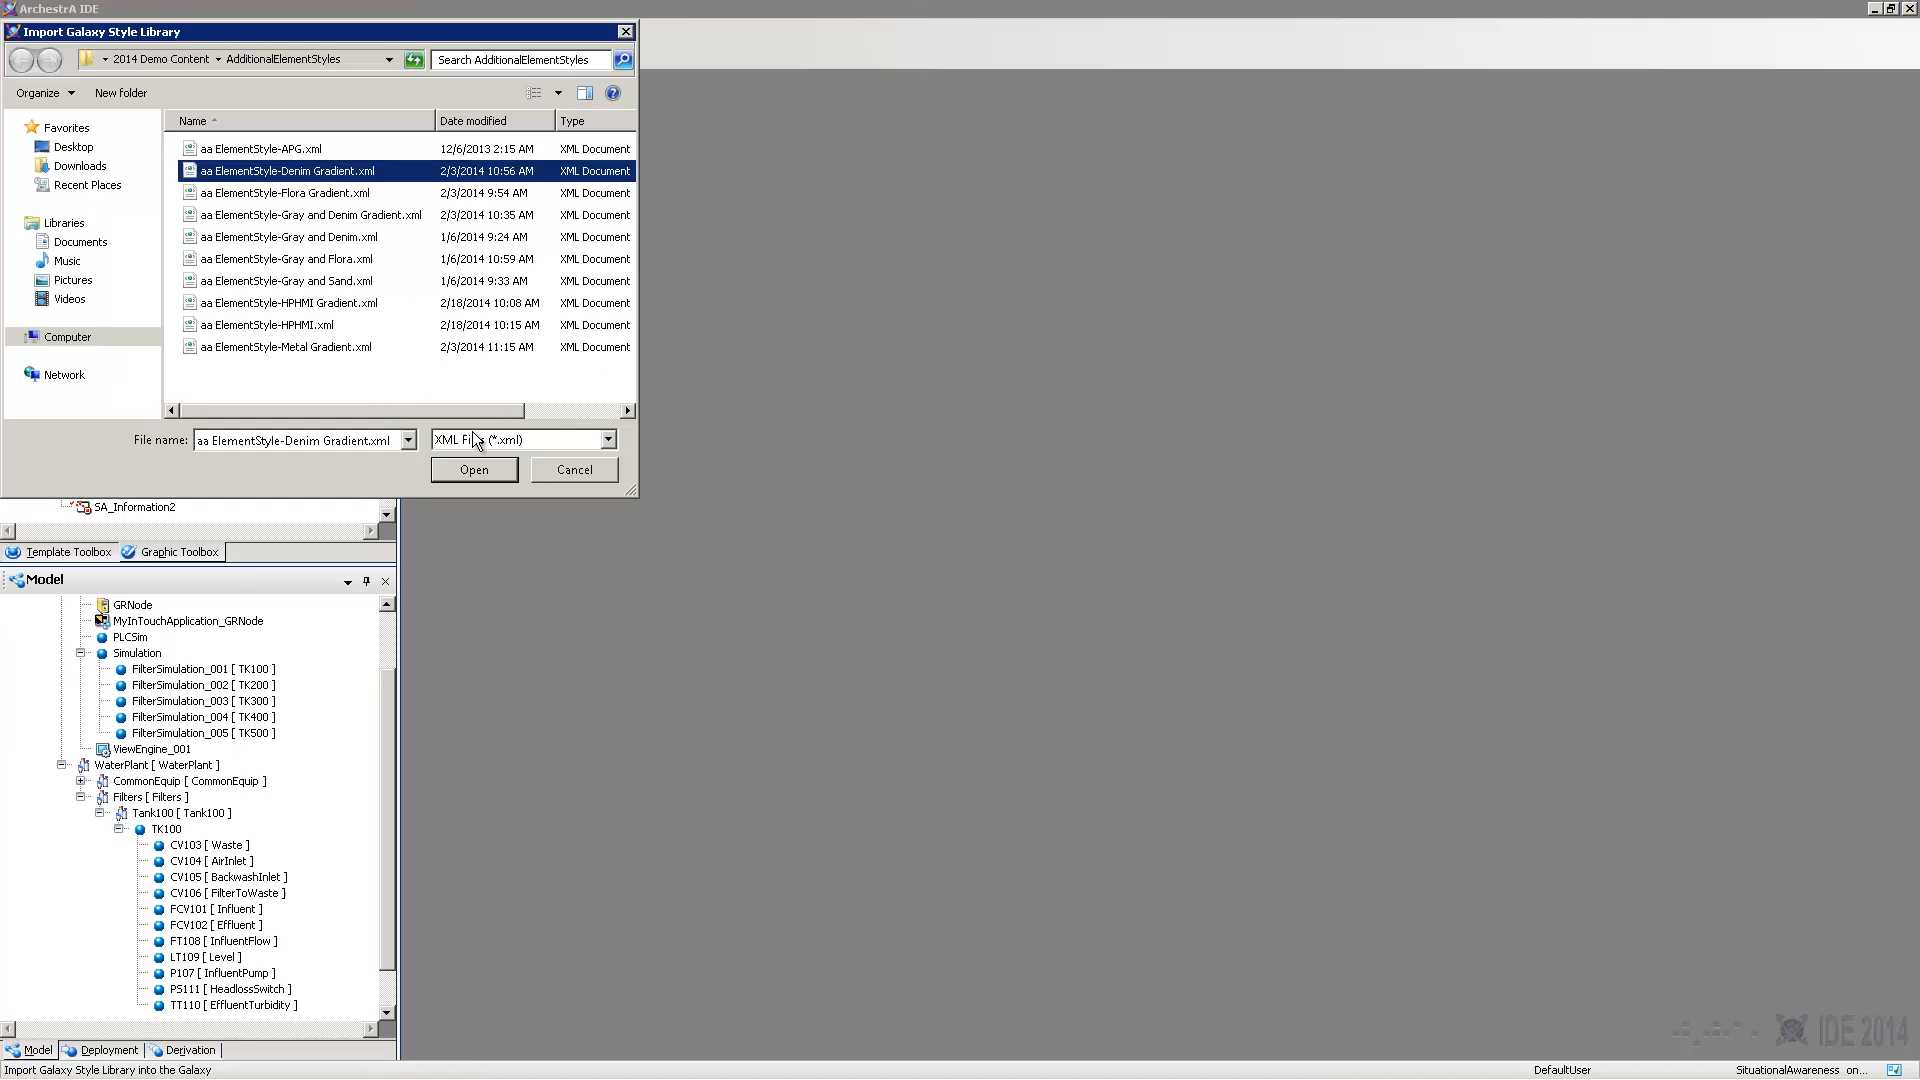 ArchestrA IDE
Import Galaxy Style Library
2014 Demo Content AdditionalElementStyles
Search AdditionalElementStyles
Organize New folder
Favorites
Desktop
Downloads
Recent Places
Libraries
Documents
Music
Pictures
Videos
Computer
Network
Name Date modified Type
aa ElementStyle-APG.xml 12/6/2013 2:15 AM XML Document
aa ElementStyle-Denim Gradient.xml 2/3/2014 10:56 AM XML Document
aa ElementStyle-Flora Gradient.xml 2/3/2014 9:54 AM XML Document
aa ElementStyle-Gray and Denim Gradient.xml 2/3/2014 10:35 AM XML Document
aa ElementStyle-Gray and Denim.xml 1/6/2014 9:24 AM XML Document
aa ElementStyle-Gray and Flora.xml 1/6/2014 10:59 AM XML Document
aa ElementStyle-Gray and Sand.xml 1/6/2014 9:33 AM XML Document
aa ElementStyle-HPHMI Gradient.xml 2/18/2014 10:08 AM XML Document
aa ElementStyle-HPHMI.xml 2/18/2014 10:15 AM XML Document
aa ElementStyle-Metal Gradient.xml 2/3/2014 11:15 AM XML Document
File name: aa ElementStyle-Denim Gradient.xml XML Files (*.xml)
Open Cancel
SA_Information2
Template Toolbox Graphic Toolbox
Model
GRNode
MyInTouchApplication_GRNode
PLCSim
Simulation
FilterSimulation_001 [ TK100 ]
FilterSimulation_002 [ TK200 ]
FilterSimulation_003 [ TK300 ]
FilterSimulation_004 [ TK400 ]
FilterSimulation_005 [ TK500 ]
ViewEngine_001
WaterPlant [ WaterPlant ]
CommonEquip [ CommonEquip ]
Filters [ Filters ]
Tank100 [ Tank100 ]
TK100
CV103 [ Waste ]
CV104 [ AirInlet ]
CV105 [ BackwashInlet ]
CV106 [ FilterToWaste ]
FCV101 [ Influent ]
FCV102 [ Effluent ]
FT108 [ InfluentFlow ]
LT109 [ Level ]
P107 [ InfluentPump ]
PS111 [ HeadlossSwitch ]
TT110 [ EffluentTurbidity ]
IDE 2014
Model Deployment Derivation
Import Galaxy Style Library into the Galaxy DefaultUser SituationalAwareness on...